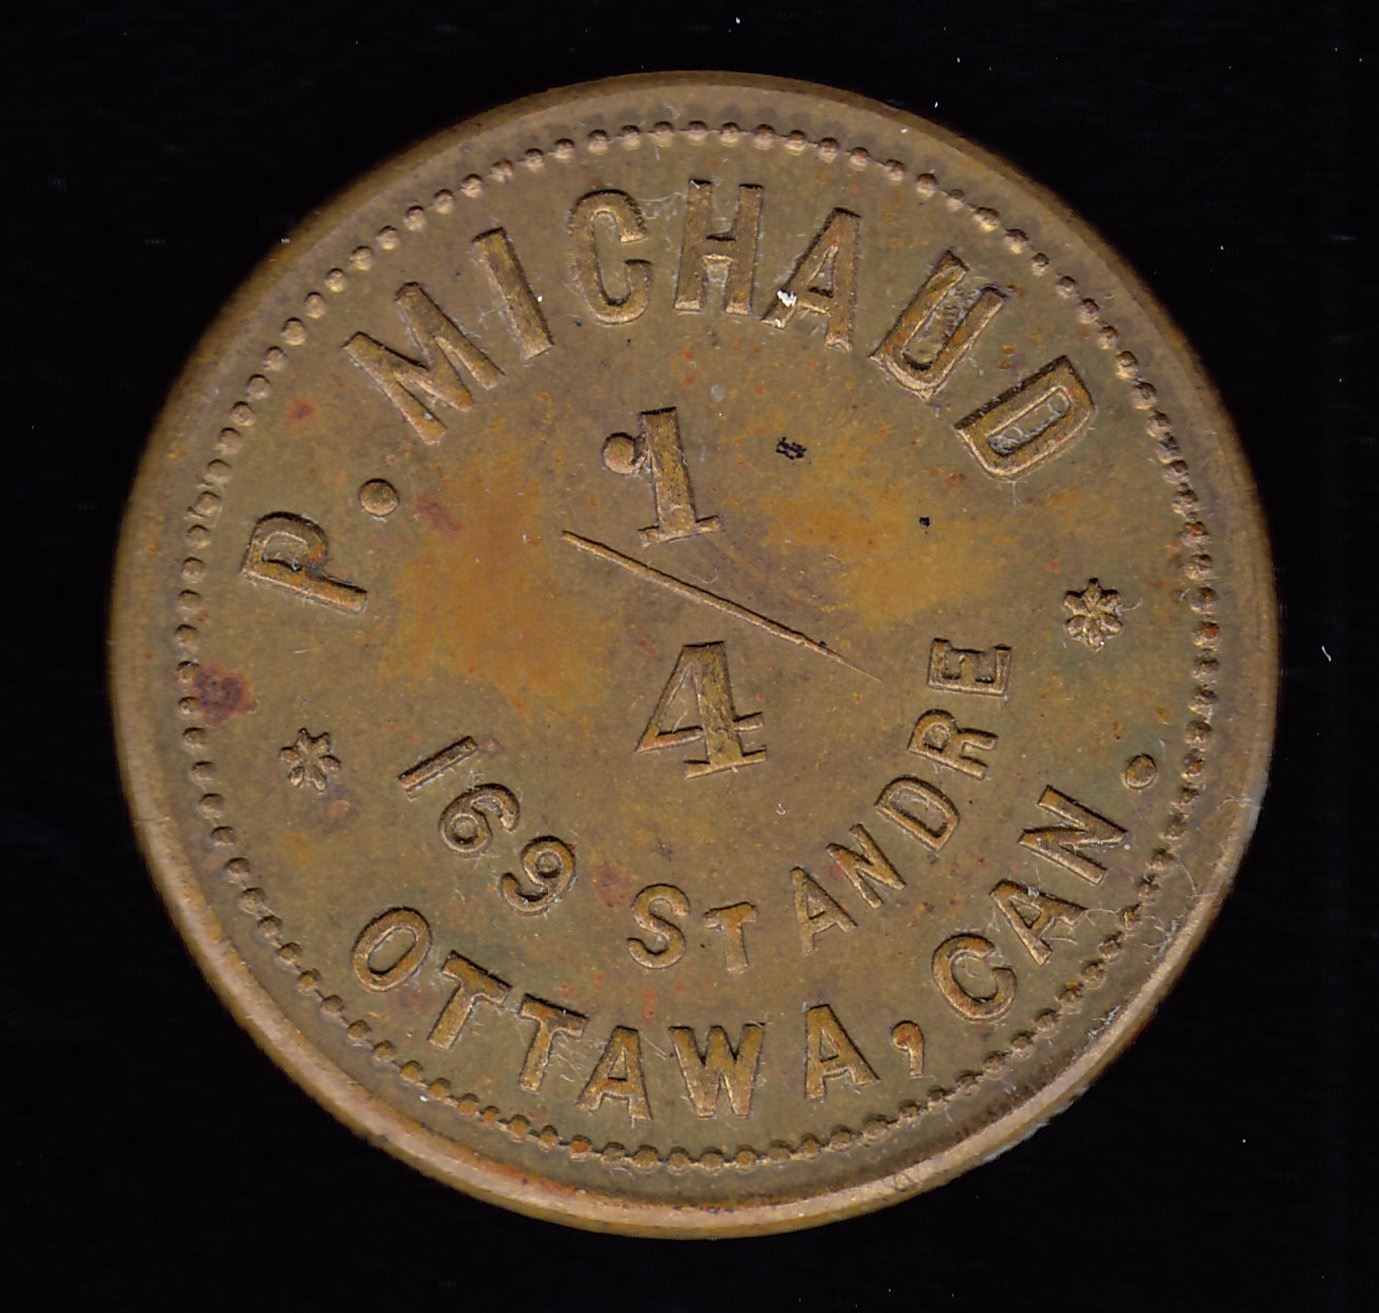 P. MICHAUD
1
4
169 ST ANDRE
OTTAWA, CAN.